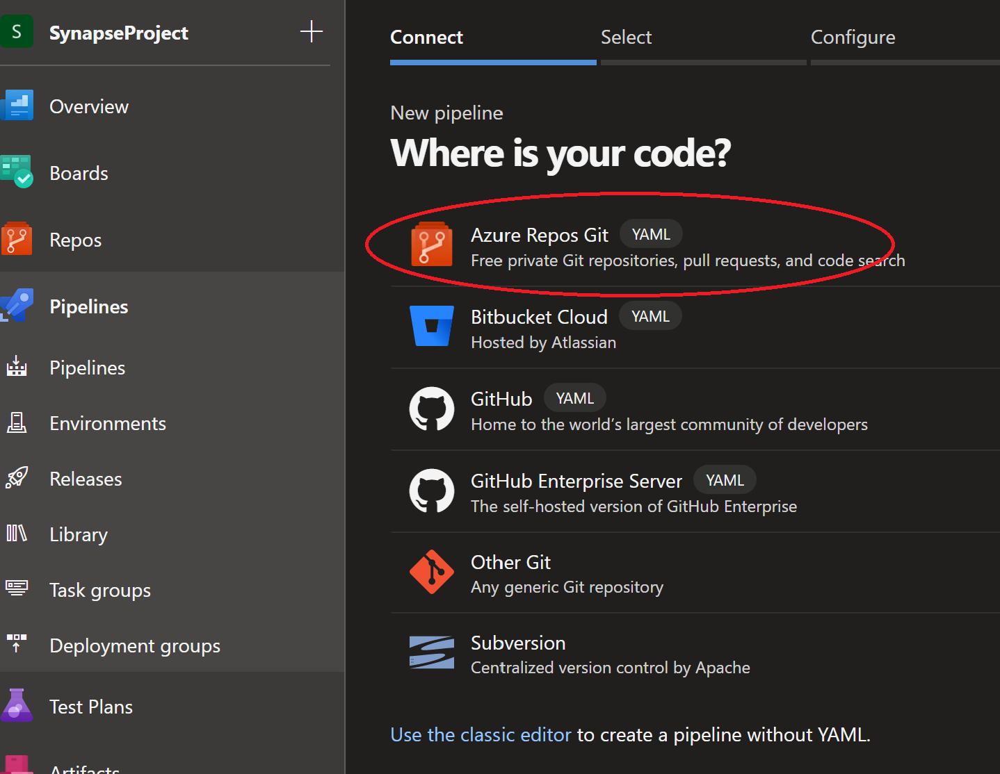 S
SynapseProject
Overview
Boards
Repos
Pipelines
Pipelines
Environments
Releases
Library
Task groups
Deployment groups
Test Plans
Artifacts
Connect
Select
Configure
New pipeline
Where is your code?
Azure Repos Git
YAML
Free private Git repositories, pull requests, and code search
Bitbucket Cloud
YAML
Hosted by Atlassian
GitHub
YAML
Home to the world’s largest community of developers
GitHub Enterprise Server
YAML
The self-hosted version of GitHub Enterprise
Other Git
Any generic Git repository
Subversion
Centralized version control by Apache
Use the classic editor to create a pipeline without YAML.